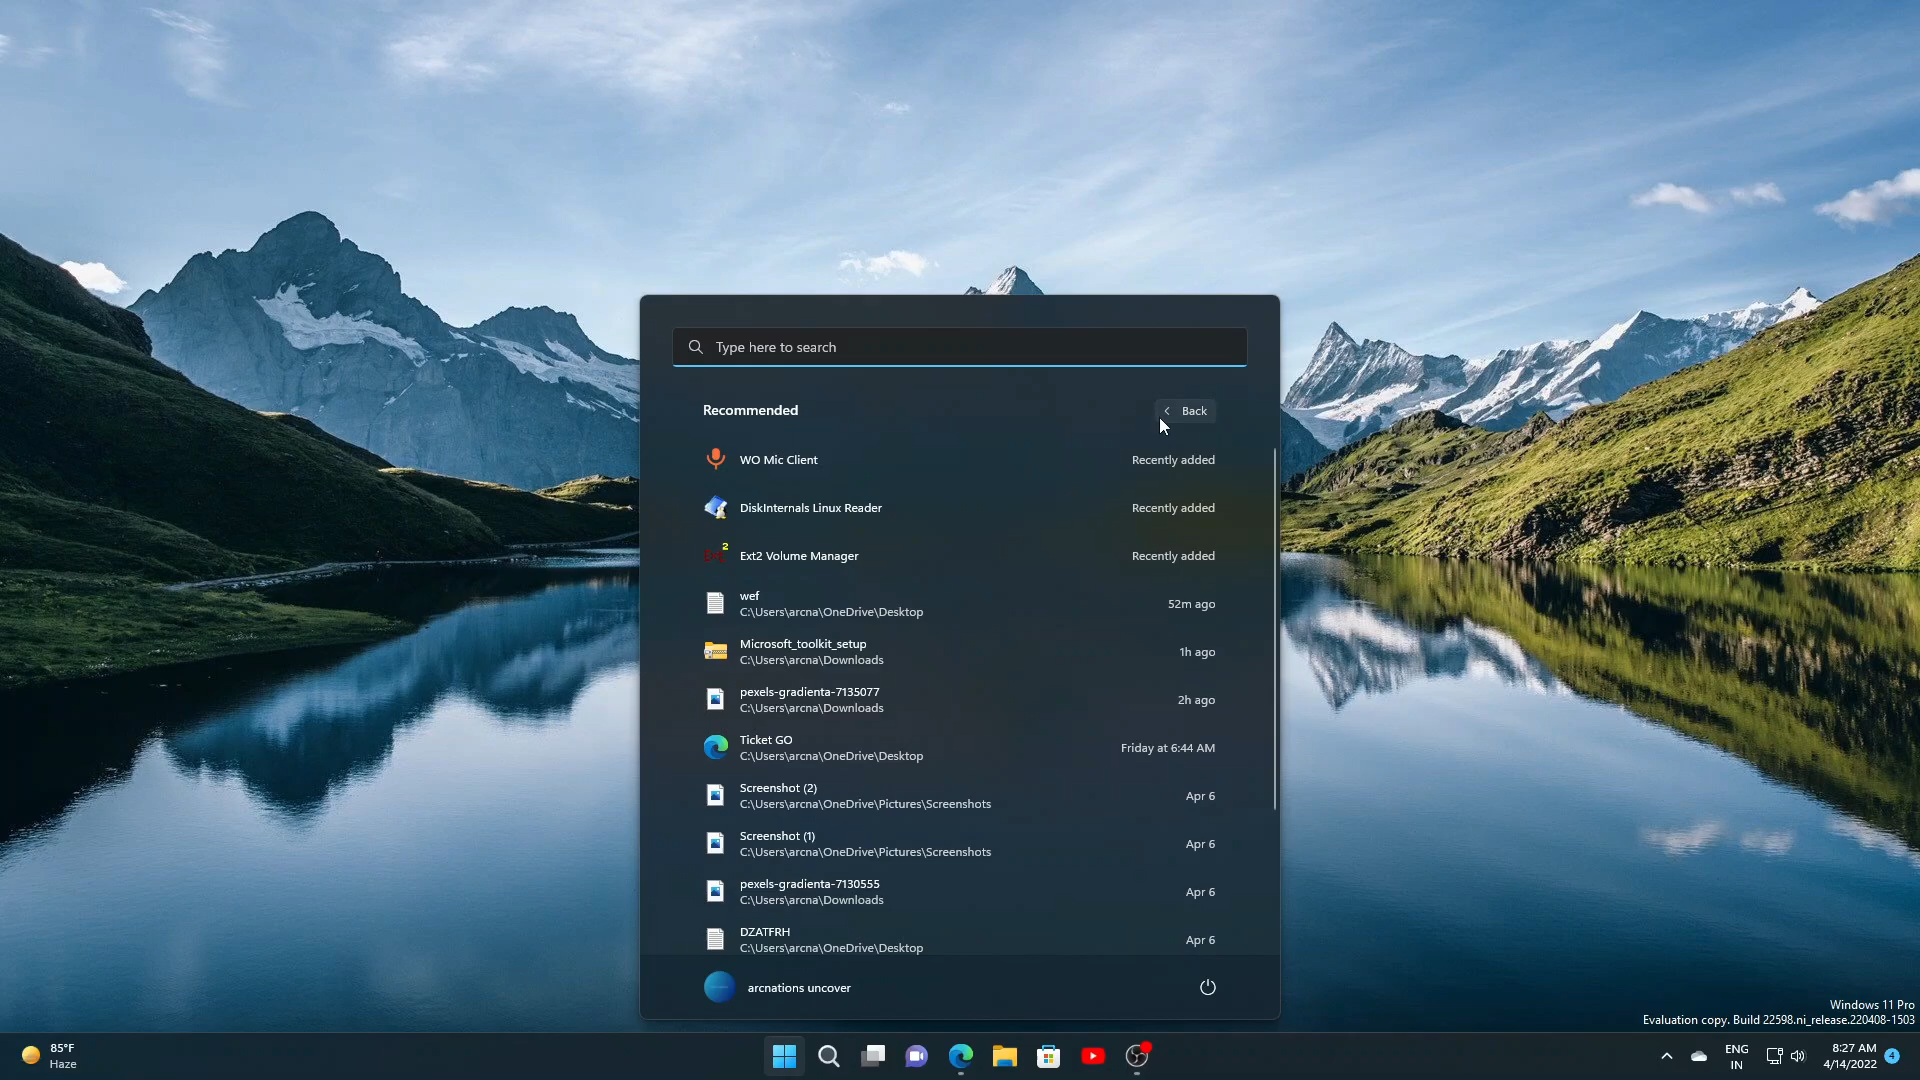 Type here to search
Recommended
Back
WO Mic Client
Recently added
DiskInternals Linux Reader
Recently added
2
Ext2 Volume Manager
Recently added
wef
C:\Users\arcna\OneDrive\Desktop
52m ago
Microsoft_toolkit_setup
C:\Users\arcna\Downloads
1h ago
pexels-gradienta-7135077
C:\Users\arcna\Downloads
2h ago
Ticket GO
C:\Users\arcna\OneDrive\Desktop
Friday at 6:44 AM
Screenshot (2)
C:\Users\arcna\OneDrive\Pictures\Screenshots
Apr 6
Screenshot (1)
C:\Users\arcna\OneDrive\Pictures\Screenshots
Apr 6
pexels-gradienta-7130555
C:\Users\arcna\Downloads
Apr 6
DZATFRH
C:\Users\arcna\OneDrive\Desktop
Apr 6
arcnations uncover
Windows 11 Pro
Evaluation copy. Build 22598.ni_release.220408-1503
85°F
Haze
ENG
IN
8:27 AM
4/14/2022
4